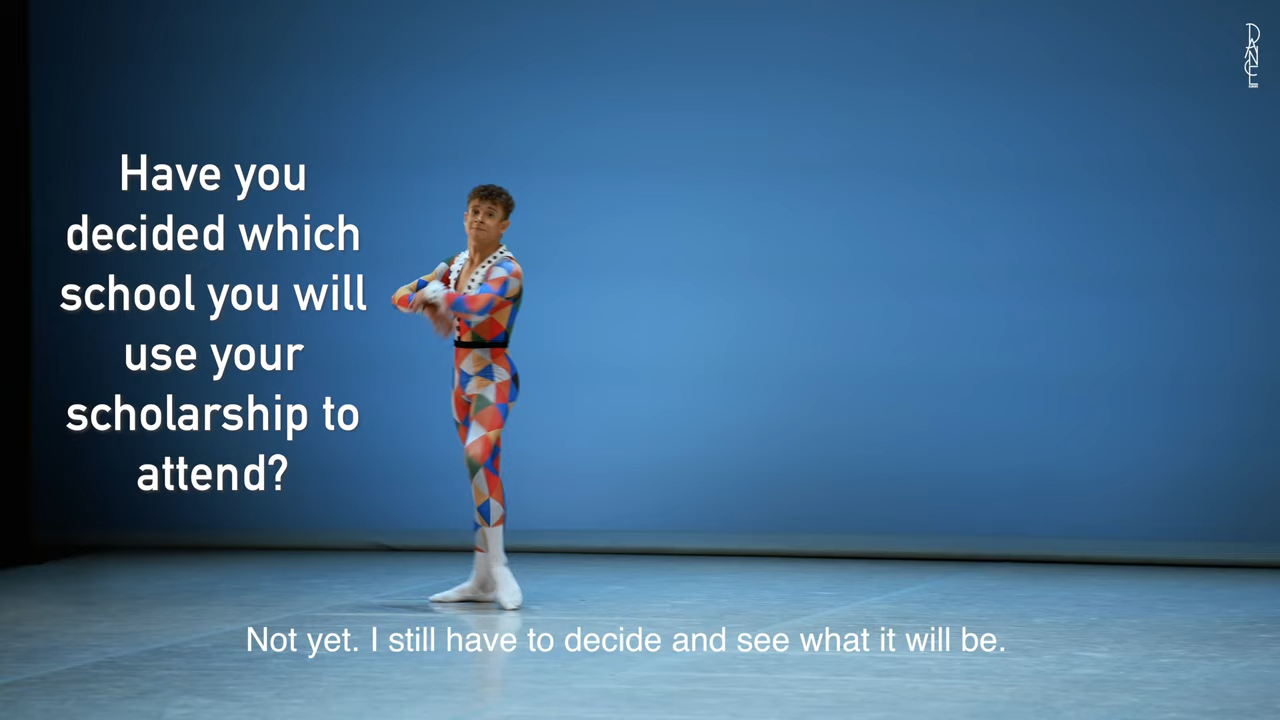 Have you
decided which
school you will
use your
scholarship to
attend?
Not yet. I still have to decide and see what it will be.
DANCE